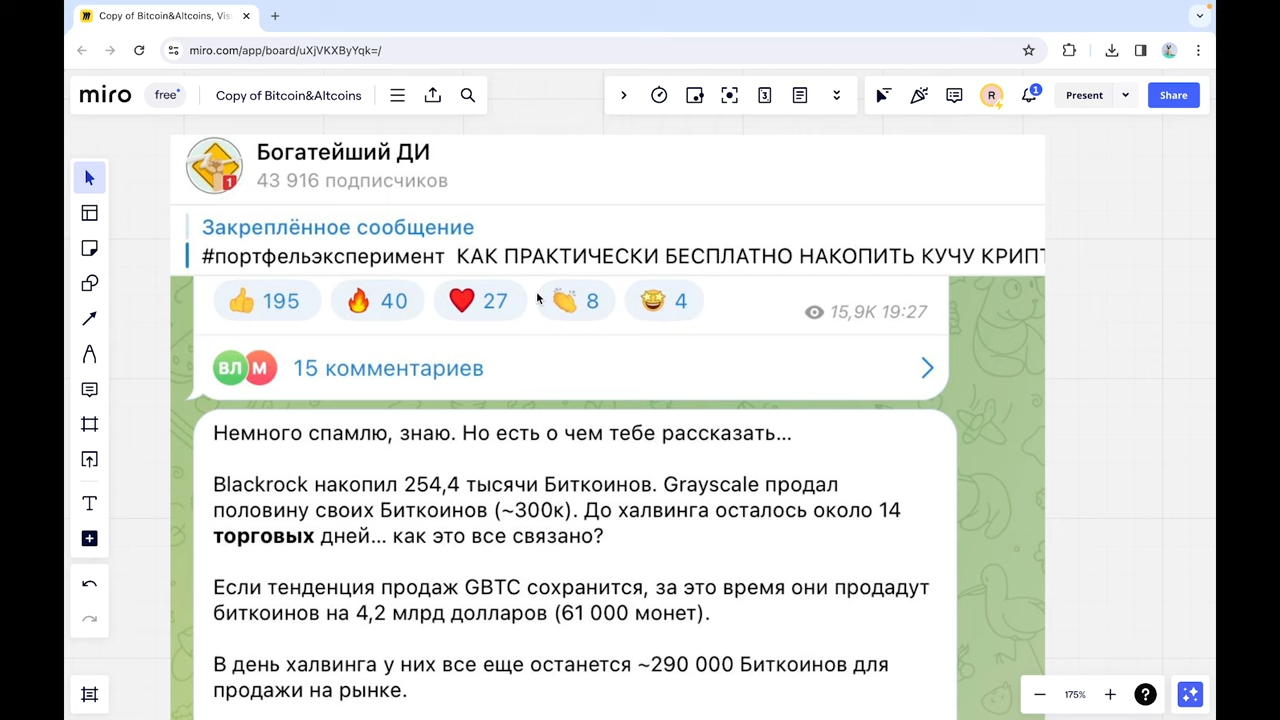 Copy of Bitcoin&Altcoins, Vis
miro.com/app/board/uXjVKXByYqk=/
miro free Copy of Bitcoin&Altcoins
3 R 1 Present Share
Богатейший ДИ
43 916 подписчиков
1
Закреплённое сообщение
#портфельэксперимент КАК ПРАКТИЧЕСКИ БЕСПЛАТНО НАКОПИТЬ КУЧУ КРИПТ
195 40 27 8 4
15,9K 19:27
ВЛ М 15 комментариев
Немного спамлю, знаю. Но есть о чем тебе рассказать...
Blackrock накопил 254,4 тысячи Биткоинов. Grayscale продал
половину своих Биткоинов (~300к). До халвинга осталось около 14
торговых дней... как это все связано?
Если тенденция продаж GBTC сохранится, за это время они продадут
биткоинов на 4,2 млрд долларов (61 000 монет).
В день халвинга у них все еще останется ~290 000 Биткоинов для
продажи на рынке.
175%